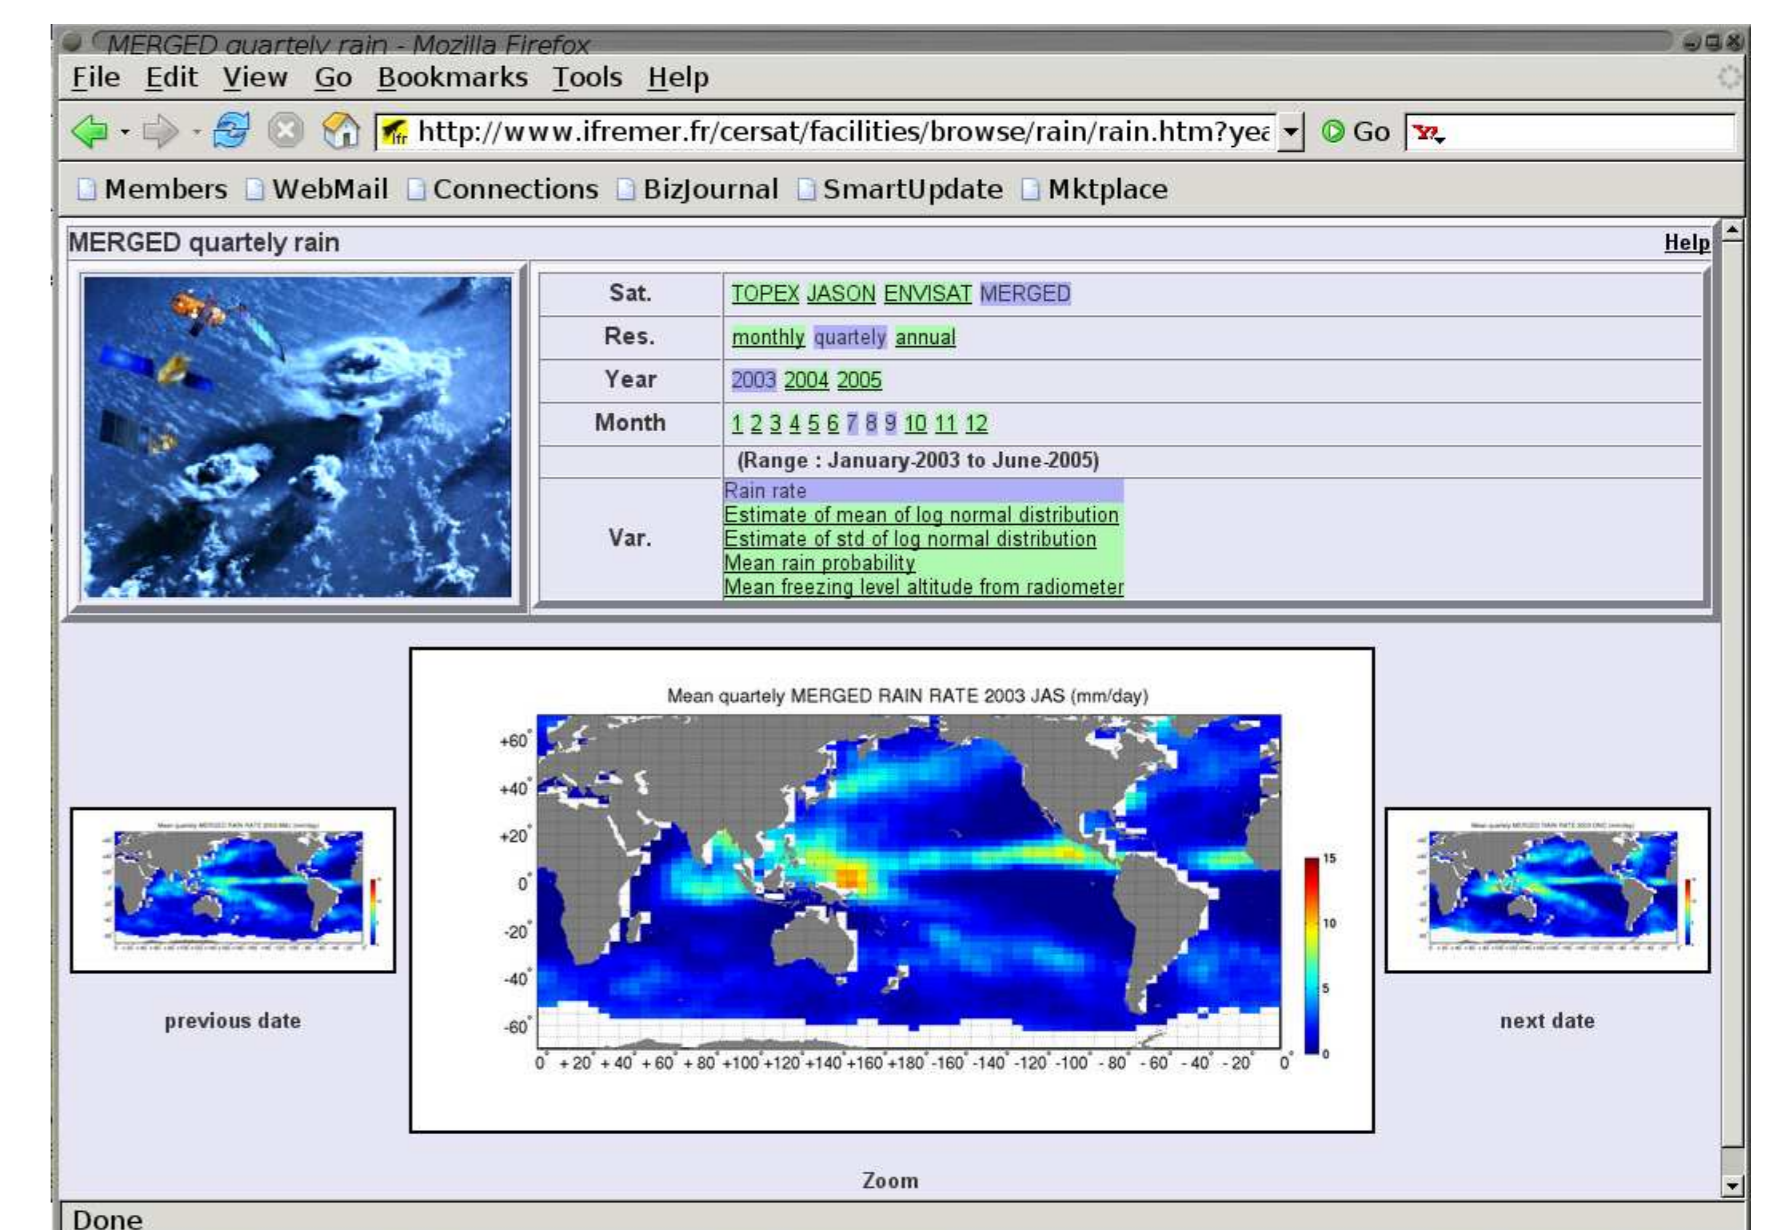 MERGED quartely rain - Mozilla Firefox
File Edit View Go Bookmarks Tools Help
http://www.ifremer.fr/cersat/facilities/browse/rain/rain.htm?yea Go
Members WebMail Connections BizJournal SmartUpdate Mktplace
MERGED quartely rain Help
Sat. TOPEX JASON ENVISAT MERGED
Res. monthly quartely annual
Year 2003 2004 2005
Month 1 2 3 4 5 6 7 8 9 10 11 12
(Range : January-2003 to June-2005)
Var.
Rain rate
Estimate of mean of log normal distribution
Estimate of std of log normal distribution
Mean rain probability
Mean freezing level altitude from radiometer
Mean quartely MERGED RAIN RATE 2003 JAS (mm/day)
+60°
+40°
+20°
0°
-20°
-40°
-60°
0° +20° +40° +60° +80° +100° +120° +140° +160° +180° -160° -140° -120° -100° -80° -60° -40° -20° 0°
15
10
5
0
previous date
next date
Zoom
Done